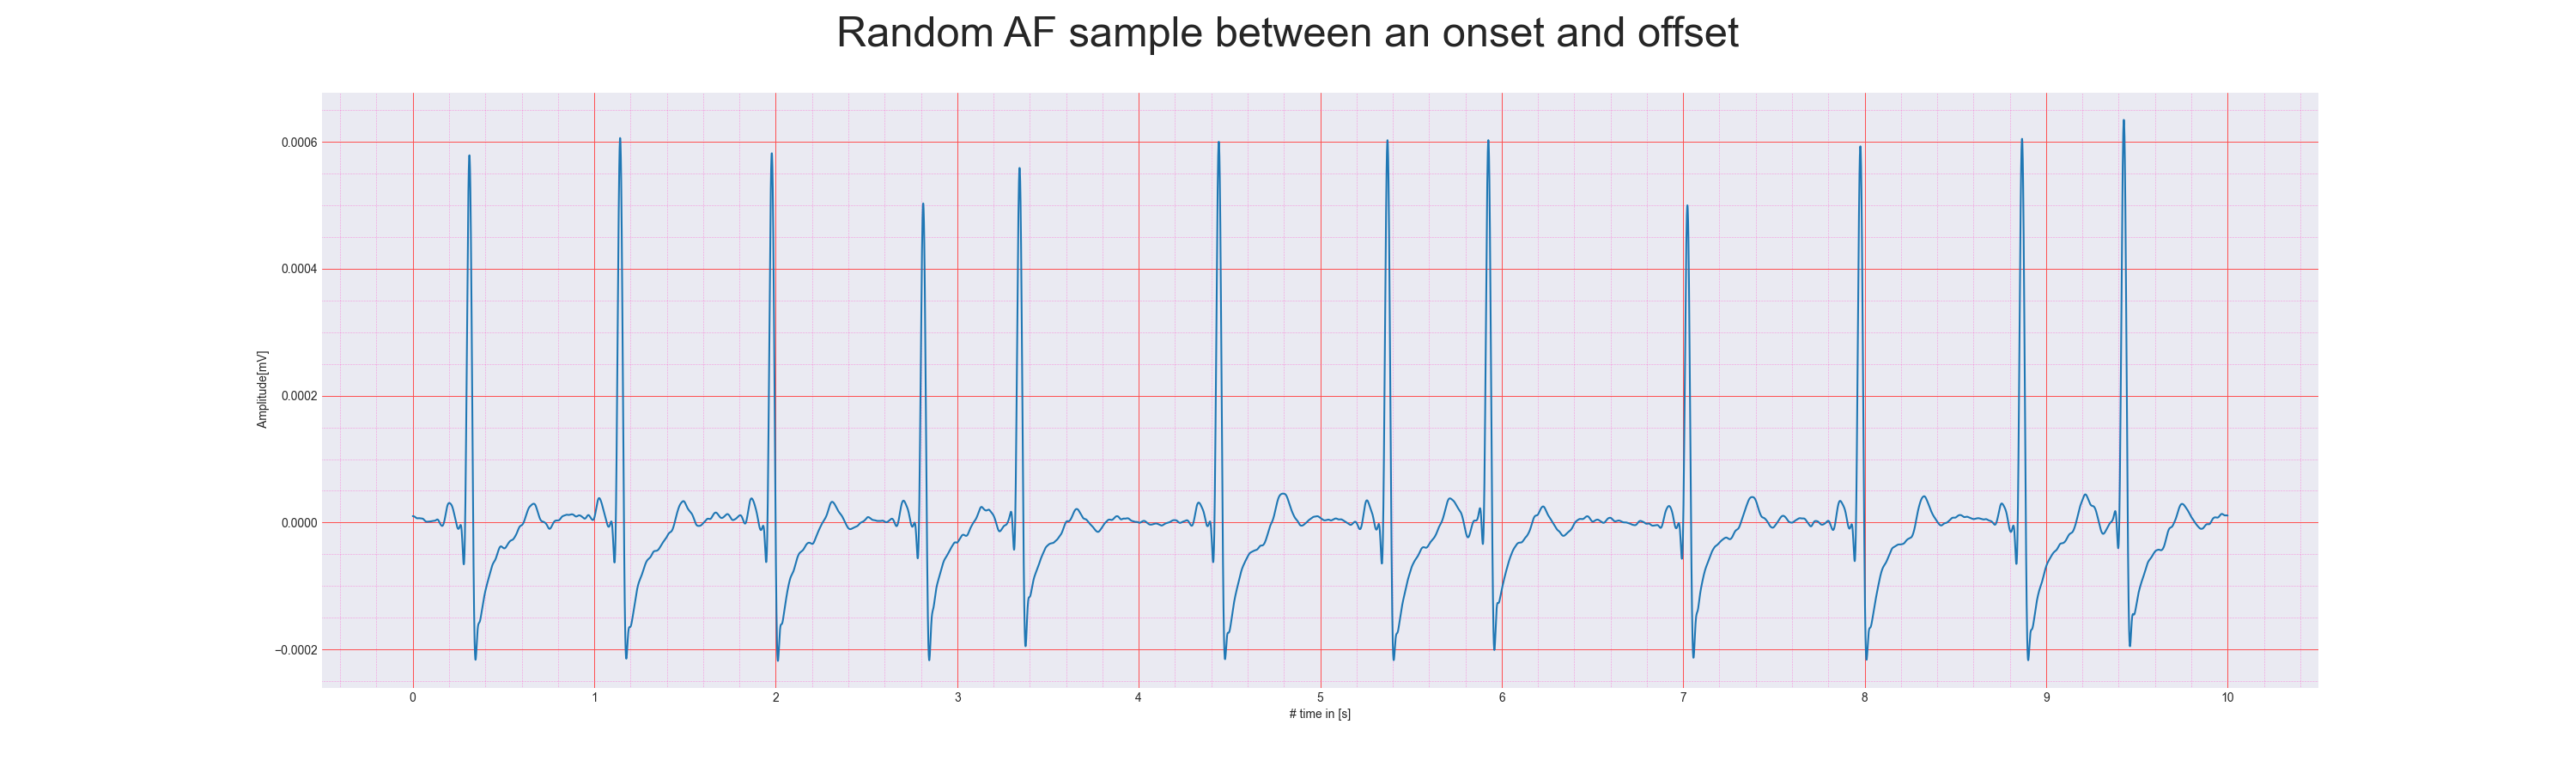 Random AF sample between an onset and offset
0.0006
0.0004
0.0002
0.0000
−0.0002
Amplitude[mV]
0 1 2 3 4 5 6 7 8 9 10
# time in [s]